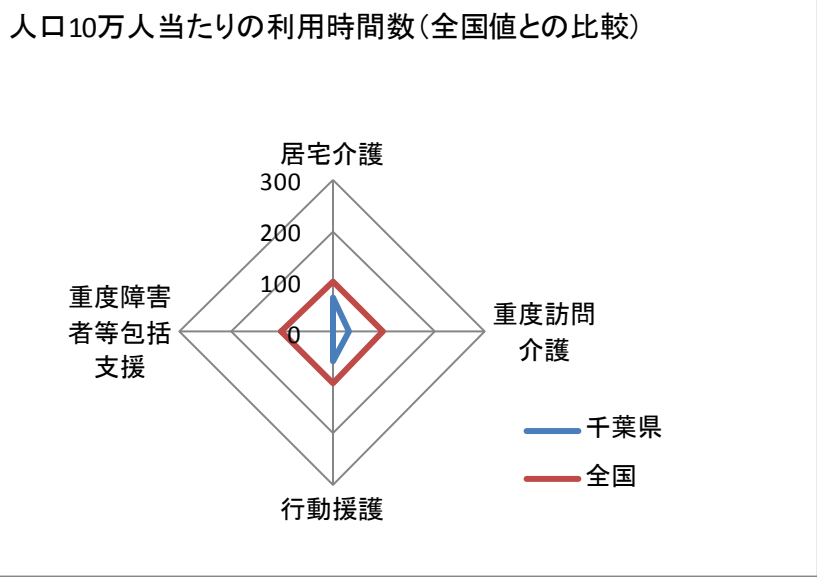 人口10万人当たりの利用時間数（全国値との比較）
居宅介護
300
200
100
0
重度障害
者等包括
支援
重度訪問
介護
行動援護
千葉県
全国